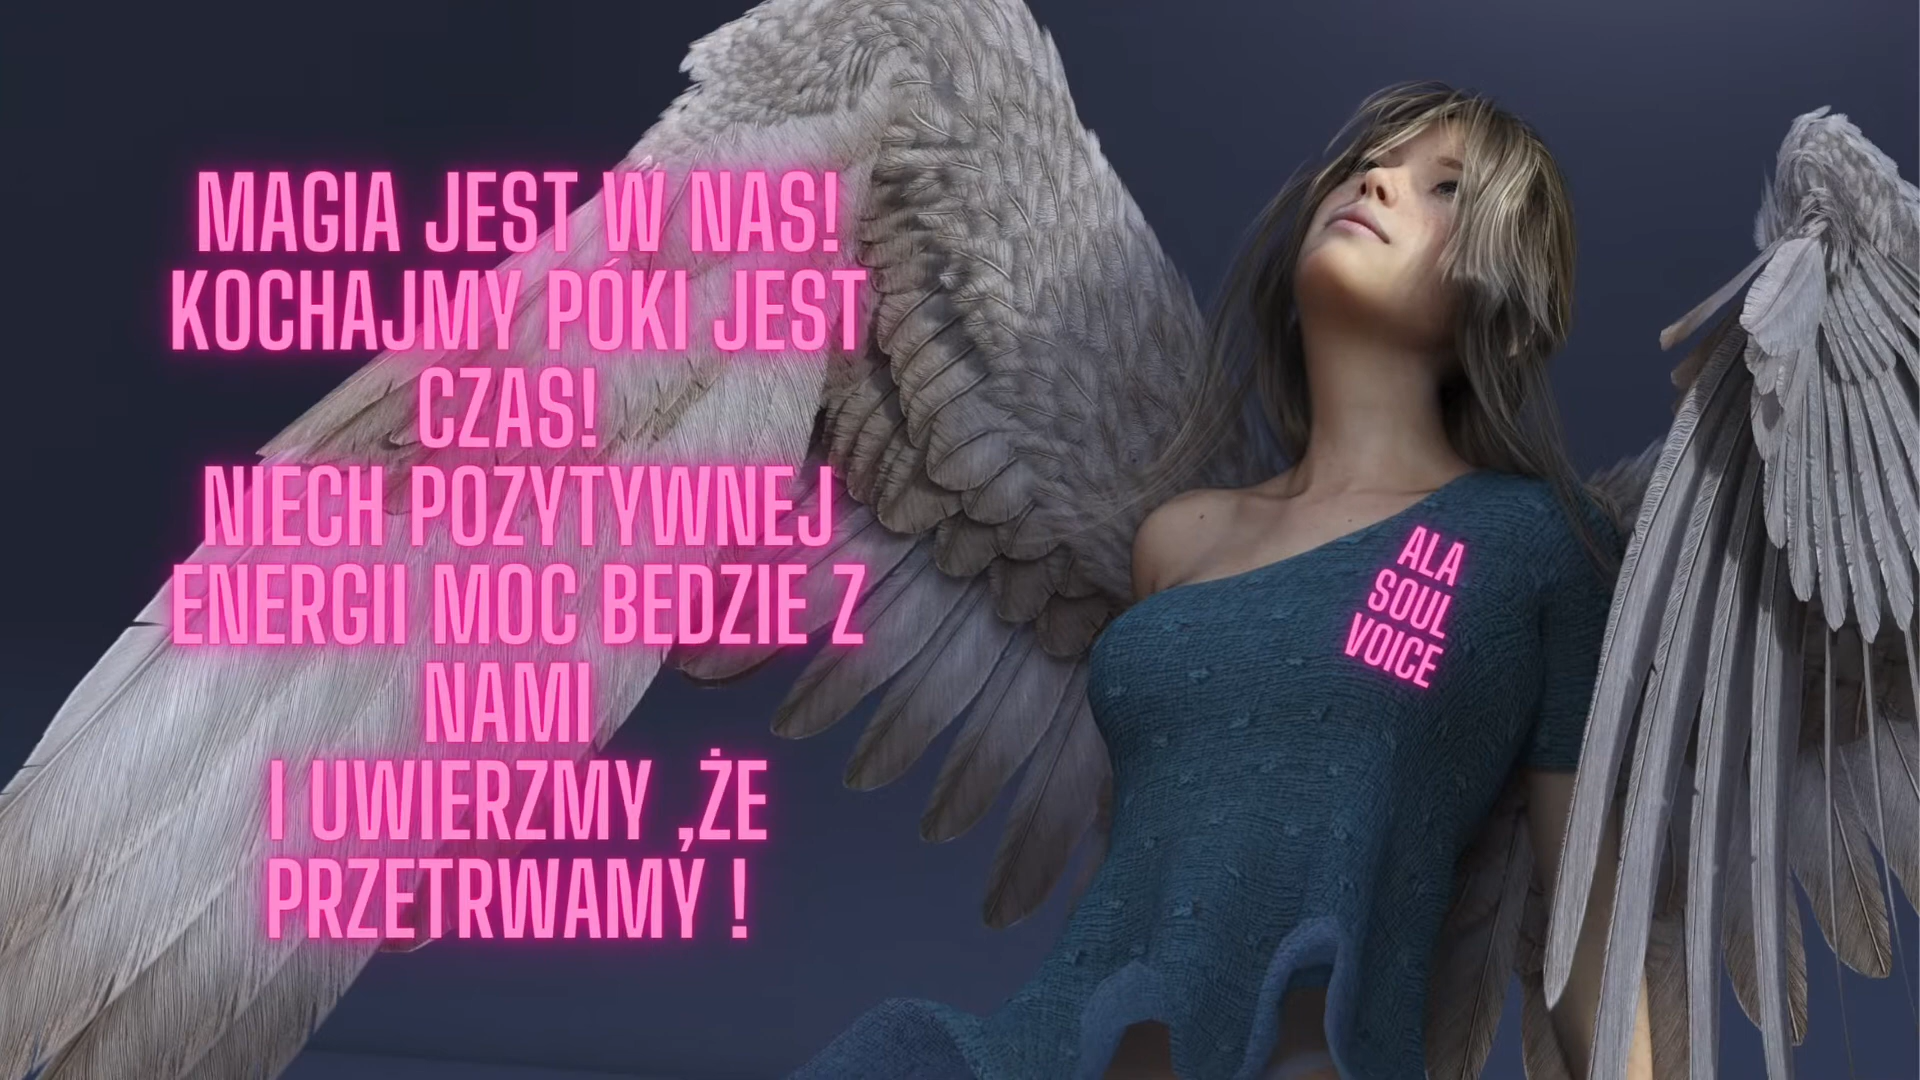 MAGIA JEST W NAS!
KOCHAJMY PÓKI JEST
CZAS!
NIECH POZYTYWNEJ
ENERGII MOC BEDZIE Z
NAMI
I UWIERZMY ,ŻE
PRZETRWAMY !
ALA
SOUL
VOICE